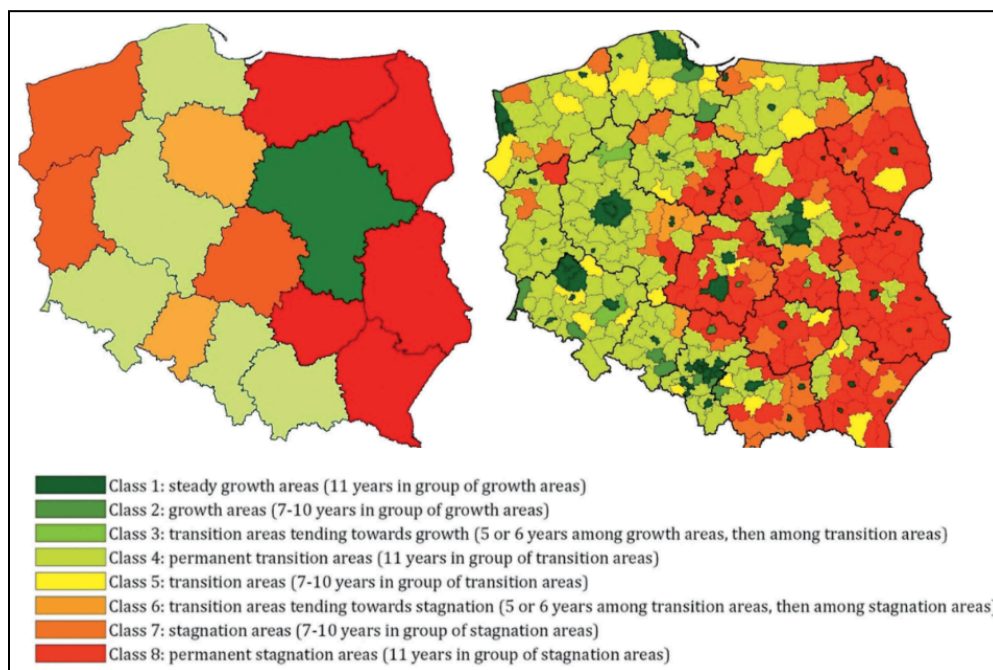 Class 1: steady growth areas (11 years in group of growth areas)
Class 2: growth areas (7-10 years in group of growth areas)
Class 3: transition areas tending towards growth (5 or 6 years among growth areas, then among transition areas)
Class 4: permanent transition areas (11 years in group of transition areas)
Class 5: transition areas (7-10 years in group of transition areas)
Class 6: transition areas tending towards stagnation (5 or 6 years among transition areas, then among stagnation areas)
Class 7: stagnation areas (7-10 years in group of stagnation areas)
Class 8: permanent stagnation areas (11 years in group of stagnation areas)